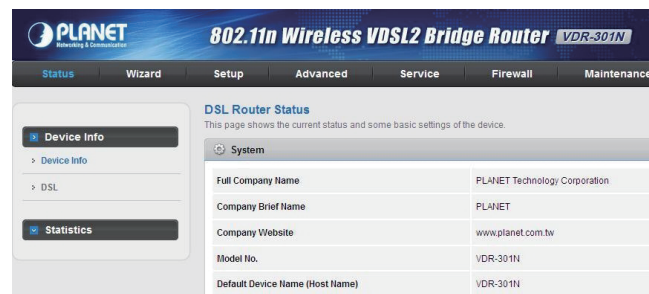 PLANET
Networking & Communication
802.11n Wireless VDSL2 Bridge Router VDR-301N
Status Wizard Setup Advanced Service Firewall Maintenance
Device Info
Device Info
DSL
Statistics
DSL Router Status
This page shows the current status and some basic settings of the device.
System
Full Company Name PLANET Technology Corporation
Company Brief Name PLANET
Company Website www.planet.com.tw
Model No. VDR-301N
Default Device Name (Host Name) VDR-301N